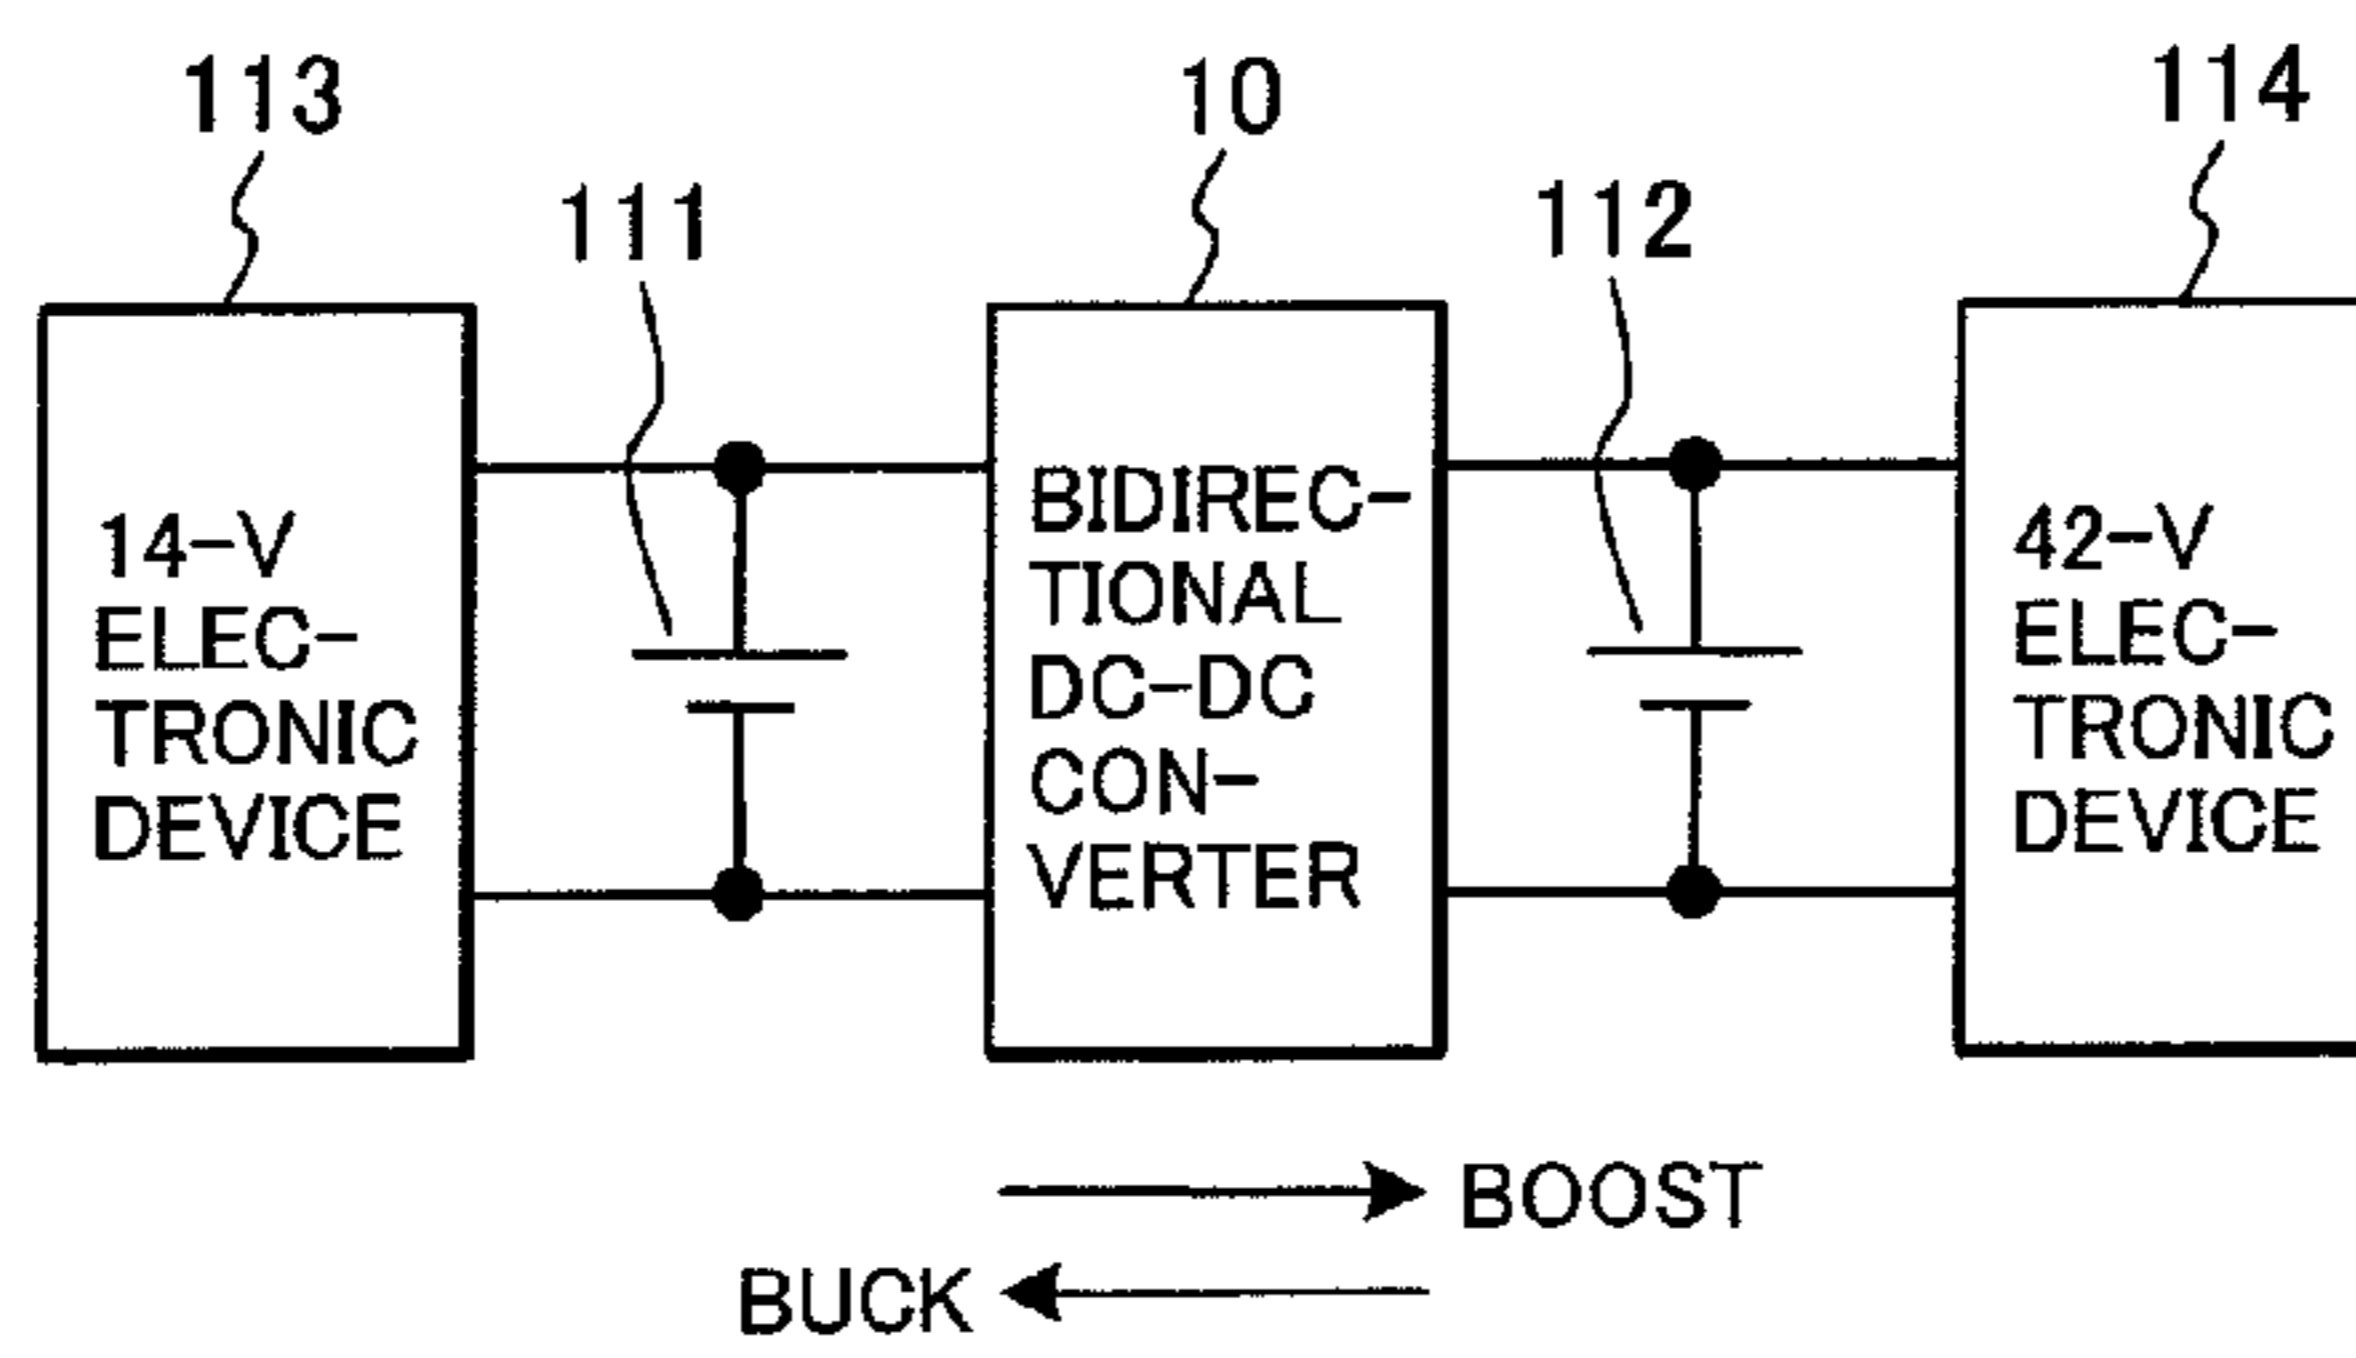 113
10
114
111
112
14-V
ELEC-
TRONIC
DEVICE
BIDIREC-
TIONAL
DC-DC
CON-
VERTER
42-V
ELEC-
TRONIC
DEVICE
BOOST
BUCK